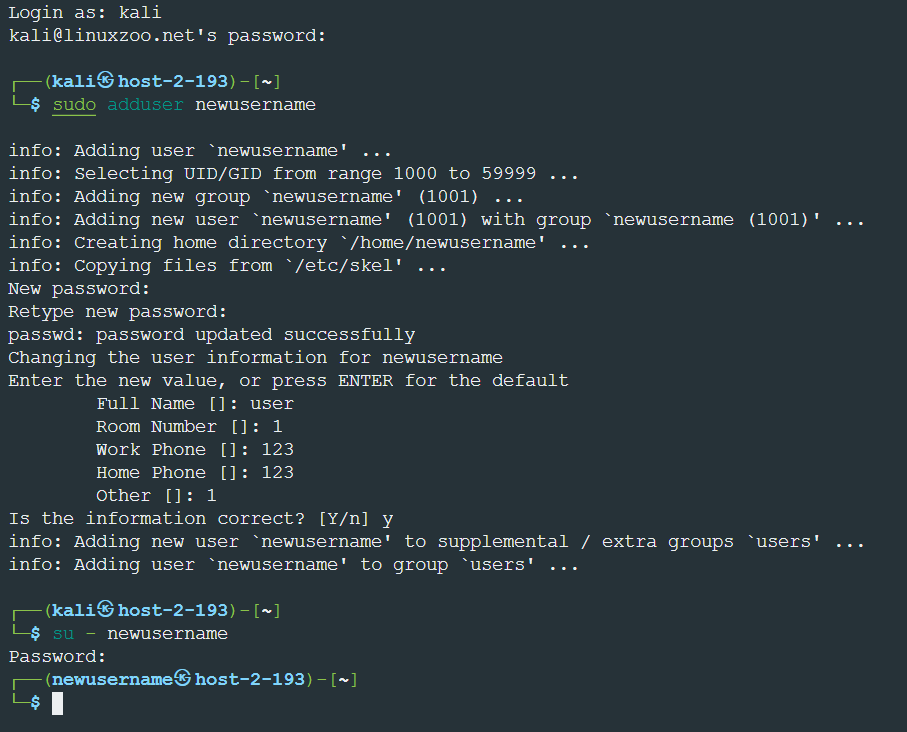 Login as: kali
kali@linuxzoo.net's password:
┌──(kali㉿host-2-193)-[~]
└─$ sudo adduser newusername
info: Adding user `newusername' ...
info: Selecting UID/GID from range 1000 to 59999 ...
info: Adding new group `newusername' (1001) ...
info: Adding new user `newusername' (1001) with group `newusername (1001)' ...
info: Creating home directory `/home/newusername' ...
info: Copying files from `/etc/skel' ...
New password:
Retype new password:
passwd: password updated successfully
Changing the user information for newusername
Enter the new value, or press ENTER for the default
        Full Name []: user
        Room Number []: 1
        Work Phone []: 123
        Home Phone []: 123
        Other []: 1
Is the information correct? [Y/n] y
info: Adding new user `newusername' to supplemental / extra groups `users' ...
info: Adding user `newusername' to group `users' ...
┌──(kali㉿host-2-193)-[~]
└─$ su - newusername
Password:
┌──(newusername㉿host-2-193)-[~]
└─$